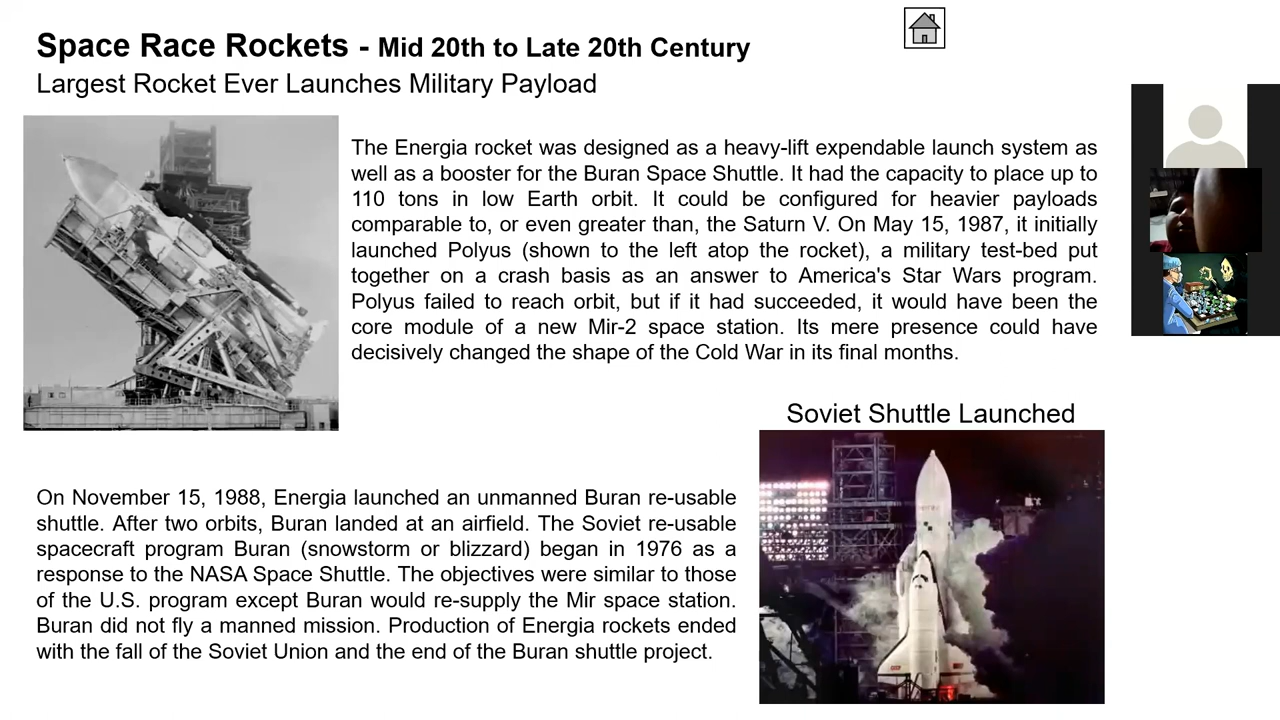 Space Race Rockets - Mid 20th to Late 20th Century
Largest Rocket Ever Launches Military Payload
The Energia rocket was designed as a heavy-lift expendable launch system as
well as a booster for the Buran Space Shuttle. It had the capacity to place up to
110 tons in low Earth orbit. It could be configured for heavier payloads
comparable to, or even greater than, the Saturn V. On May 15, 1987, it initially
launched Polyus (shown to the left atop the rocket), a military test-bed put
together on a crash basis as an answer to America's Star Wars program.
Polyus failed to reach orbit, but if it had succeeded, it would have been the
core module of a new Mir-2 space station. Its mere presence could have
decisively changed the shape of the Cold War in its final months.
Soviet Shuttle Launched
On November 15, 1988, Energia launched an unmanned Buran re-usable
shuttle. After two orbits, Buran landed at an airfield. The Soviet re-usable
spacecraft program Buran (snowstorm or blizzard) began in 1976 as a
response to the NASA Space Shuttle. The objectives were similar to those
of the U.S. program except Buran would re-supply the Mir space station.
Buran did not fly a manned mission. Production of Energia rockets ended
with the fall of the Soviet Union and the end of the Buran shuttle project.